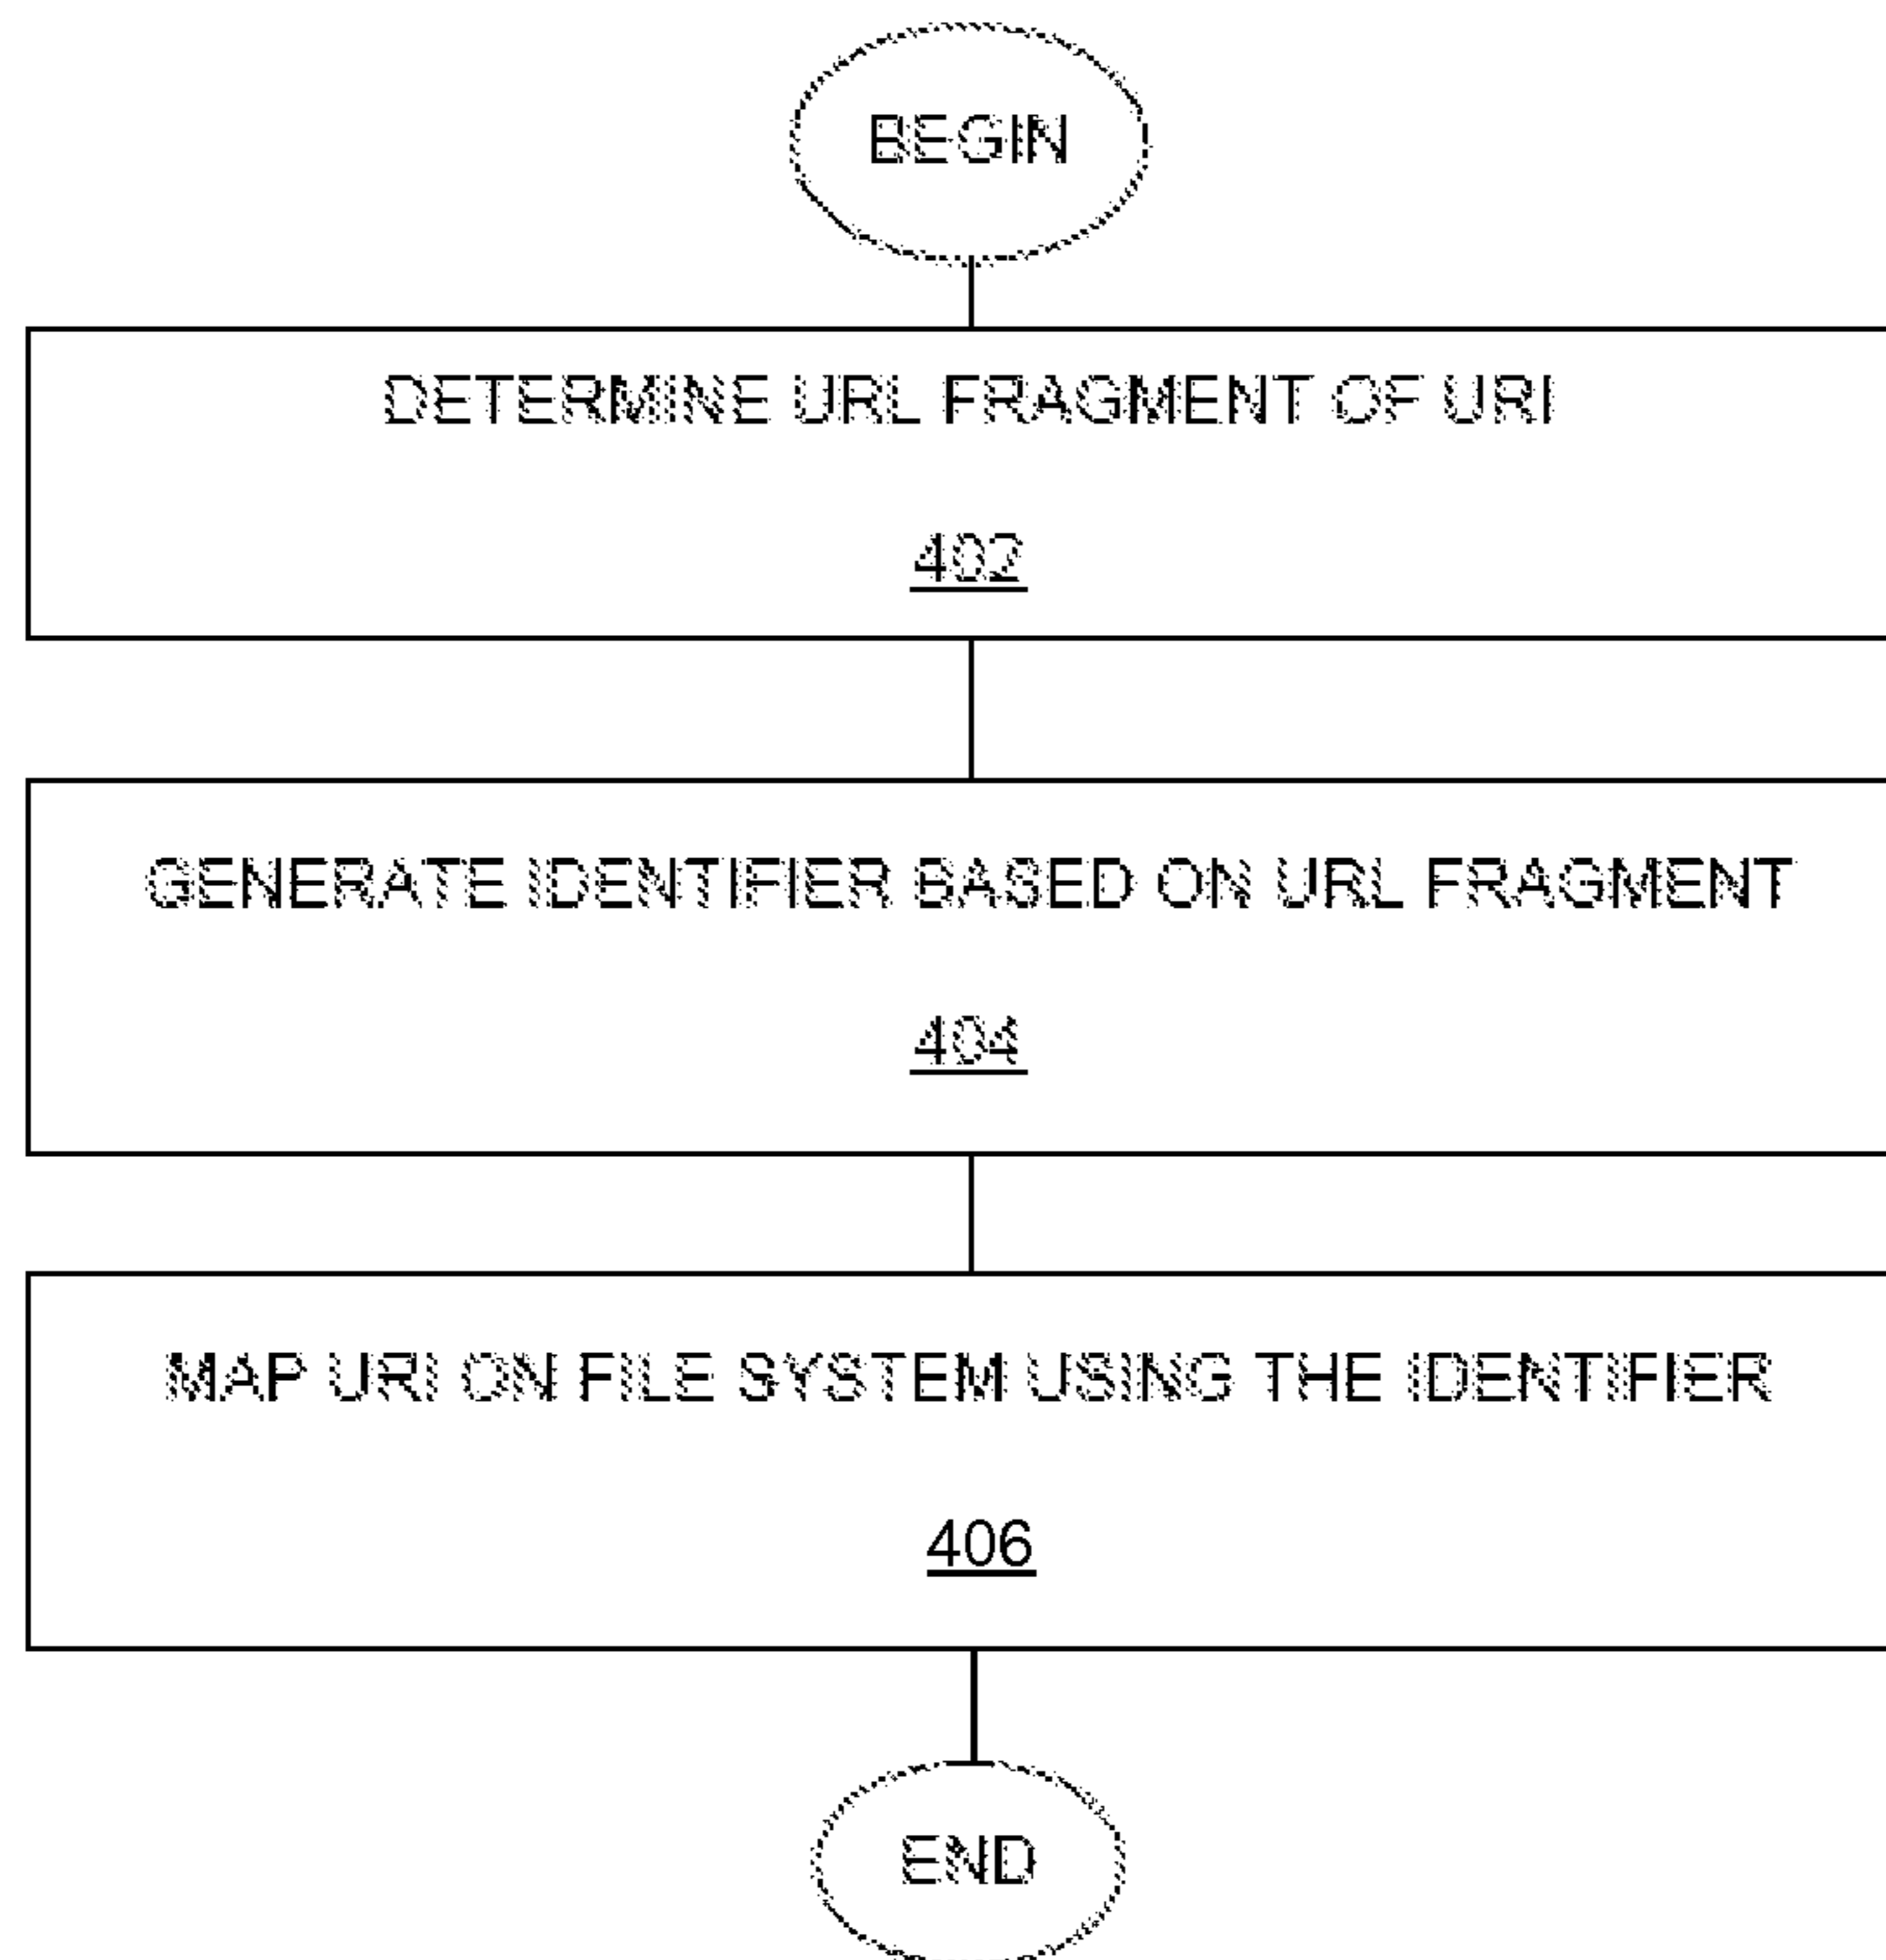 BEGIN
DETERMINE URL FRAGMENT OF URI
402
GENERATE IDENTIFIER BASED ON URL FRAGMENT
404
MAP URI ON FILE SYSTEM USING THE IDENTIFIER
406
END